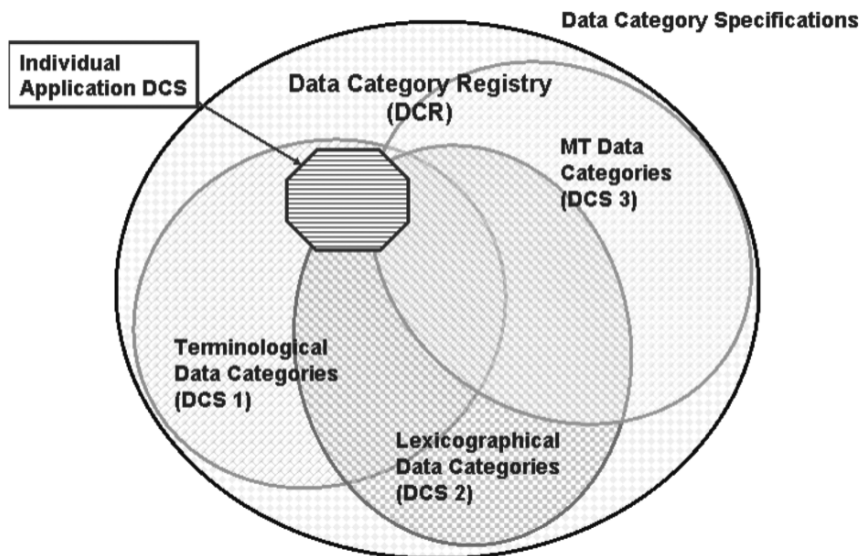 Data Category Specifications
Individual
Application DCS
Data Category Registry
(DCR)
MT Data
Categories
(DCS 3)
Terminological
Data Categories
(DCS 1)
Lexicographical
Data Categories
(DCS 2)